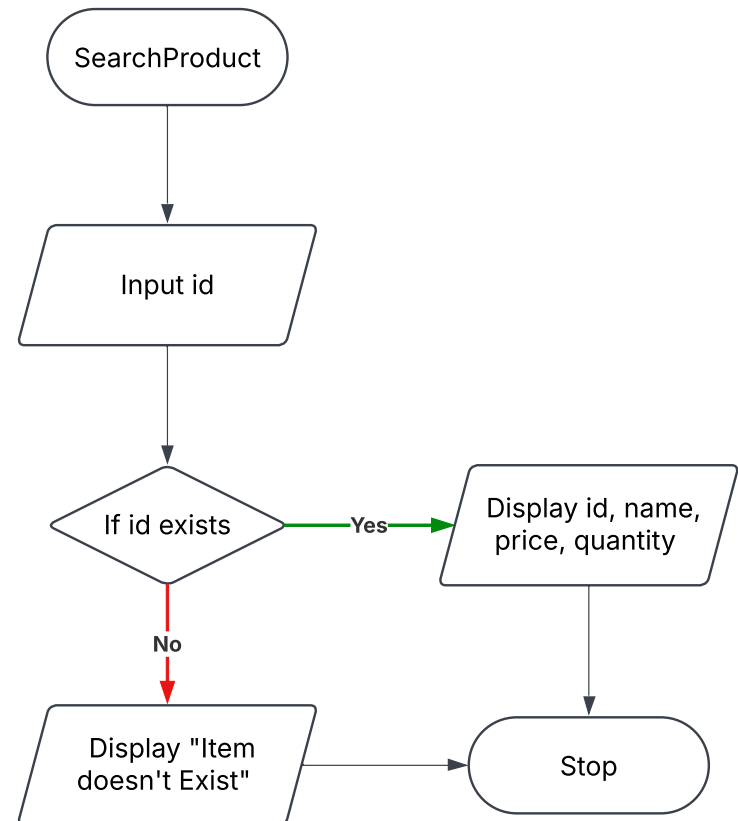 SearchProduct
Input id
If id exists
Yes
Display id, name,
price, quantity
No
Display "Item
doesn't Exist"
Stop